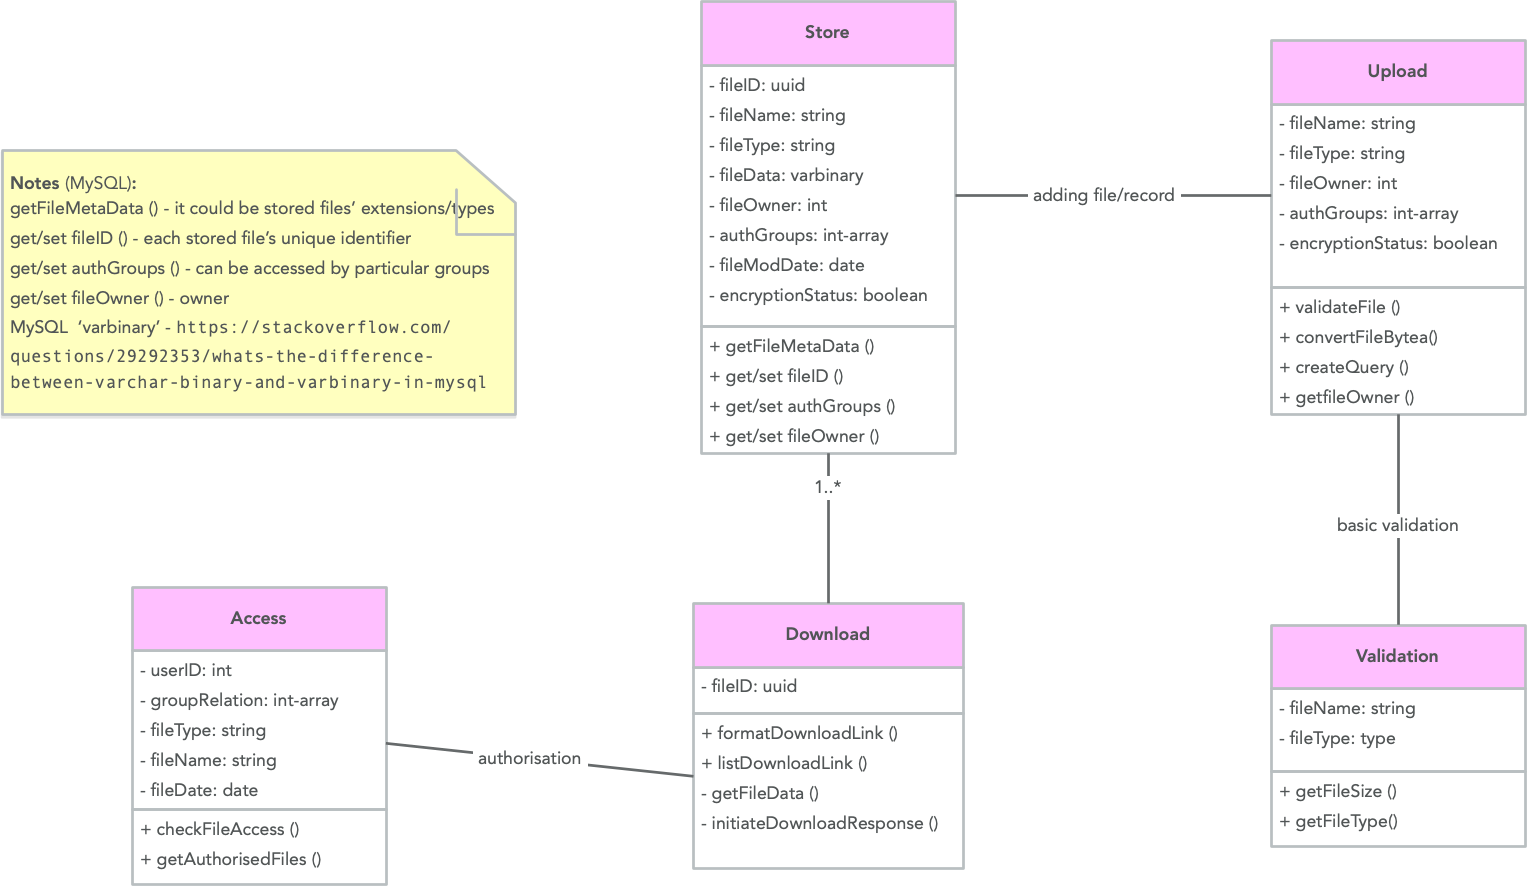 Notes (MySQL):
getFileMetaData () - it could be stored files’ extensions/types
get/set fileID () - each stored file’s unique identifier
get/set authGroups () - can be accessed by particular groups
get/set fileOwner () - owner
MySQL ‘varbinary’ - https://stackoverflow.com/
questions/29292353/whats-the-difference-
between-varchar-binary-and-varbinary-in-mysql
Store
- fileID: uuid
- fileName: string
- fileType: string
- fileData: varbinary
- fileOwner: int
- authGroups: int-array
- fileModDate: date
- encryptionStatus: boolean
+ getFileMetaData ()
+ get/set fileID ()
+ get/set authGroups ()
+ get/set fileOwner ()
adding file/record
Upload
- fileName: string
- fileType: string
- fileOwner: int
- authGroups: int-array
- encryptionStatus: boolean
+ validateFile ()
+ convertFileBytea()
+ createQuery ()
+ getfileOwner ()
1..*
basic validation
Access
- userID: int
- groupRelation: int-array
- fileType: string
- fileName: string
- fileDate: date
+ checkFileAccess ()
+ getAuthorisedFiles ()
authorisation
Download
- fileID: uuid
+ formatDownloadLink ()
+ listDownloadLink ()
- getFileData ()
- initiateDownloadResponse ()
Validation
- fileName: string
- fileType: type
+ getFileSize ()
+ getFileType()